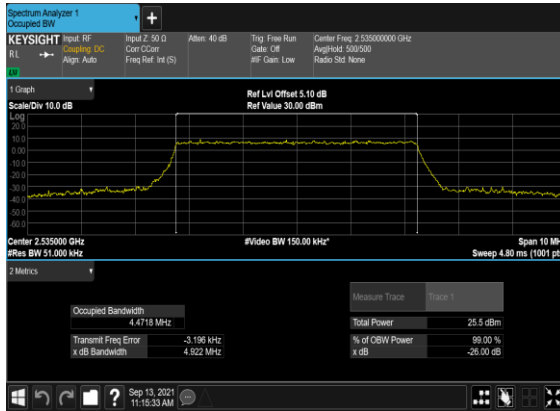 Spectrum Analyzer 1
Occupied BW
+
KEYSIGHT
RL
LW
Input: RF
Coupling: DC
Align: Auto
Input Z: 50 Ω
Corr CCorr
Freq Ref: Int (S)
Atten: 40 dB
Trig: Free Run
Gate: Off
#IF Gain: Low
Center Freq: 2.535000000 GHz
Avg|Hold: 500/500
Radio Std: None
1 Graph
Scale/Div 10.0 dB
Ref Lvl Offset 5.10 dB
Ref Value 30.00 dBm
Log
20.0
10.0
0.00
-10.0
-20.0
-30.0
-40.0
-50.0
-60.0
Center 2.535000 GHz
#Res BW 51.000 kHz
#Video BW 150.00 kHz*
Span 10 MH
Sweep 4.80 ms (1001 pt
2 Metrics
Occupied Bandwidth
4.4718 MHz
Transmit Freq Error -3.196 kHz
x dB Bandwidth 4.922 MHz
Measure Trace Trace 1
Total Power 25.5 dBm
% of OBW Power 99.00 %
x dB -26.00 dB
?
Sep 13, 2021
11:15:33 AM